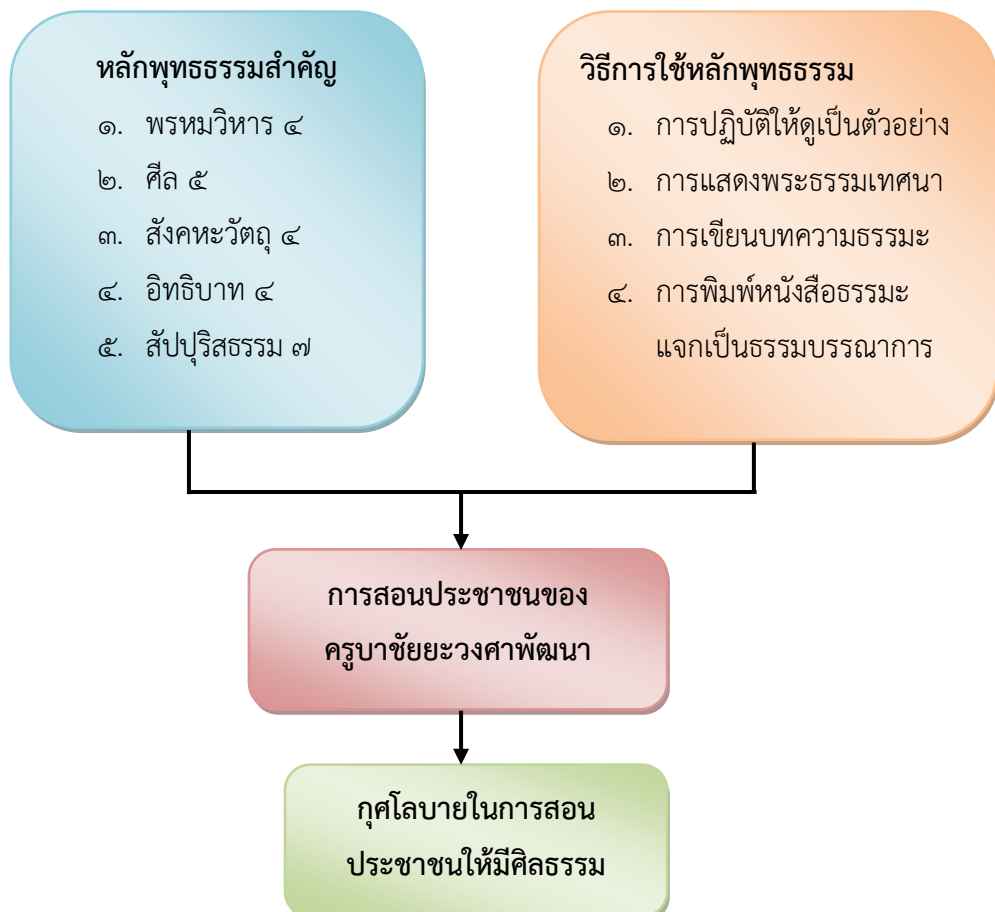 หลักพุทธธรรมสำคัญ
๑. พรหมวิหาร ๔
๒. ศีล ๕
๓. สังคหะวัตถุ ๔
๔. อิทธิบาท ๔
๕. สัปปุริสธรรม ๗
วิธีการใช้หลักพุทธธรรม
๑. การปฏิบัติให้ดูเป็นตัวอย่าง
๒. การแสดงพระธรรมเทศนา
๓. การเขียนบทความธรรมะ
๔. การพิมพ์หนังสือธรรมะ
แจกเป็นธรรมบรรณาการ
การสอนประชาชนของ
ครูบาชัยยะวงศาพัฒนา
กุศโลบายในการสอน
ประชาชนให้มีศิลธรรม